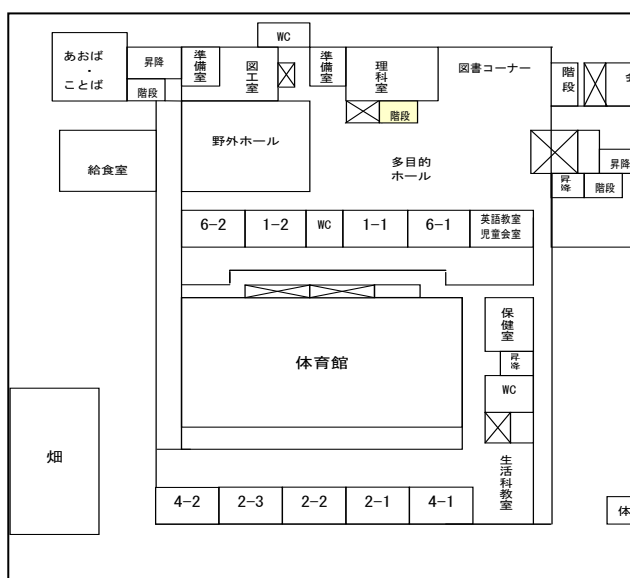 WC
あおば
・
ことば
昇降
準備室
図工室
準備室
理科室
図書コーナー
階段
階段
階段
野外ホール
給食室
多目的
ホール
昇降
昇降
階段
6-2
1-2
WC
1-1
6-1
英語教室
児童会室
保健室
体育館
昇降
WC
畑
生活科教室
4-2
2-3
2-2
2-1
4-1
体